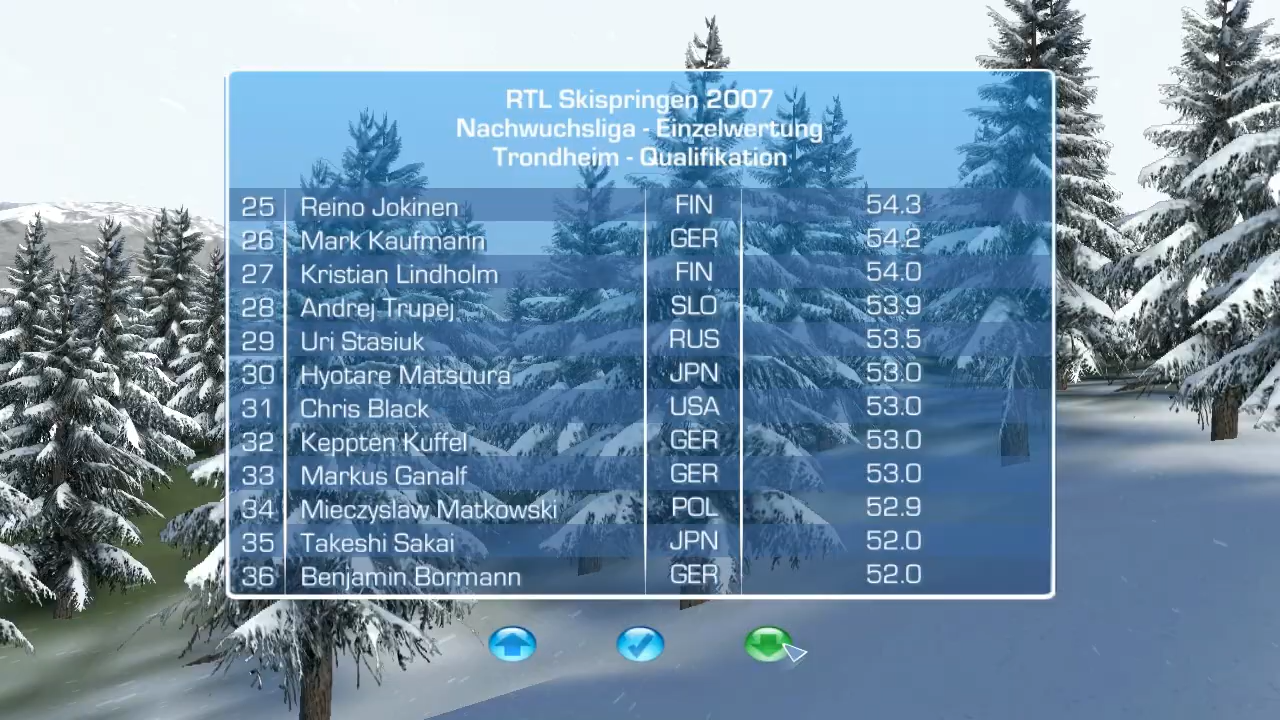 RTL Skispringen 2007
Nachwuchsliga - Einzelwertung
Trondheim - Qualifikation
25 Reino Jokinen FIN 54.3
26 Mark Kaufmann GER 54.2
27 Kristian Lindholm FIN 54.0
28 Andrej Trupej SLO 53.9
29 Uri Stasiuk RUS 53.5
30 Hyotare Matsuura JPN 53.0
31 Chris Black USA 53.0
32 Keppten Kuffel GER 53.0
33 Markus Ganalf GER 53.0
34 Mieczyslaw Matkowski POL 52.9
35 Takeshi Sakai JPN 52.0
36 Benjamin Bormann GER 52.0